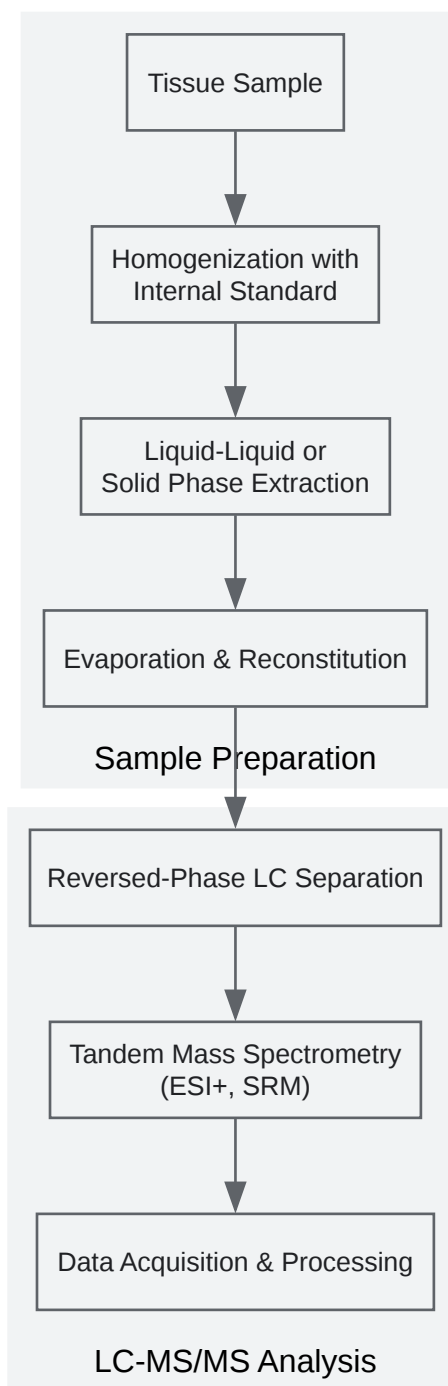 Tissue Sample
Homogenization with
Internal Standard
Liquid-Liquid or
Solid Phase Extraction
Evaporation & Reconstitution
Sample Preparation
Reversed-Phase LC Separation
Tandem Mass Spectrometry
(ESI+, SRM)
Data Acquisition & Processing
LC-MS/MS Analysis